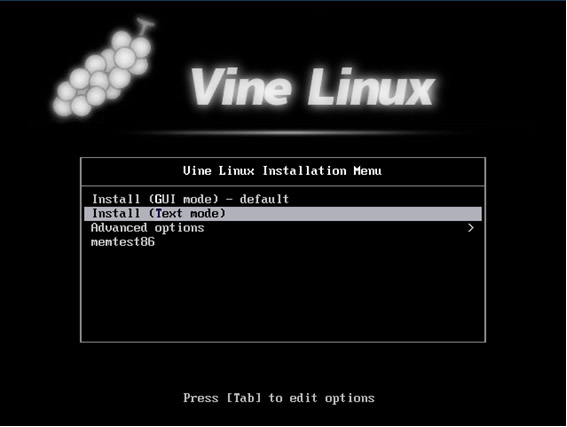 Vine Linux
Vine Linux Installation Menu
Install (GUI mode) - default
Install (Text mode)
Advanced options >
memtest86
Press [Tab] to edit options